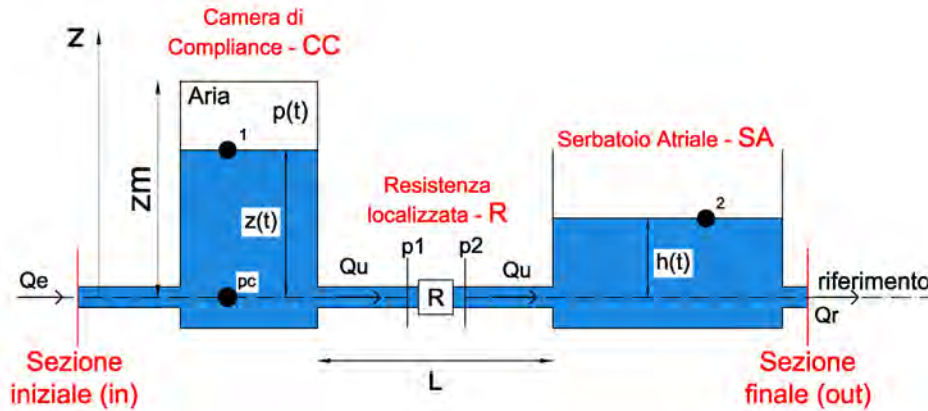 Camera di
Compliance - CC
z
Aria
p(t)
1
Serbatoio Atriale - SA
zm
Resistenza
localizzata - R
2
z(t)
p1
p2
h(t)
Qe
pc
Qu
Qu
R
riferimento
Qr
Sezione
iniziale (in)
L
Sezione
finale (out)